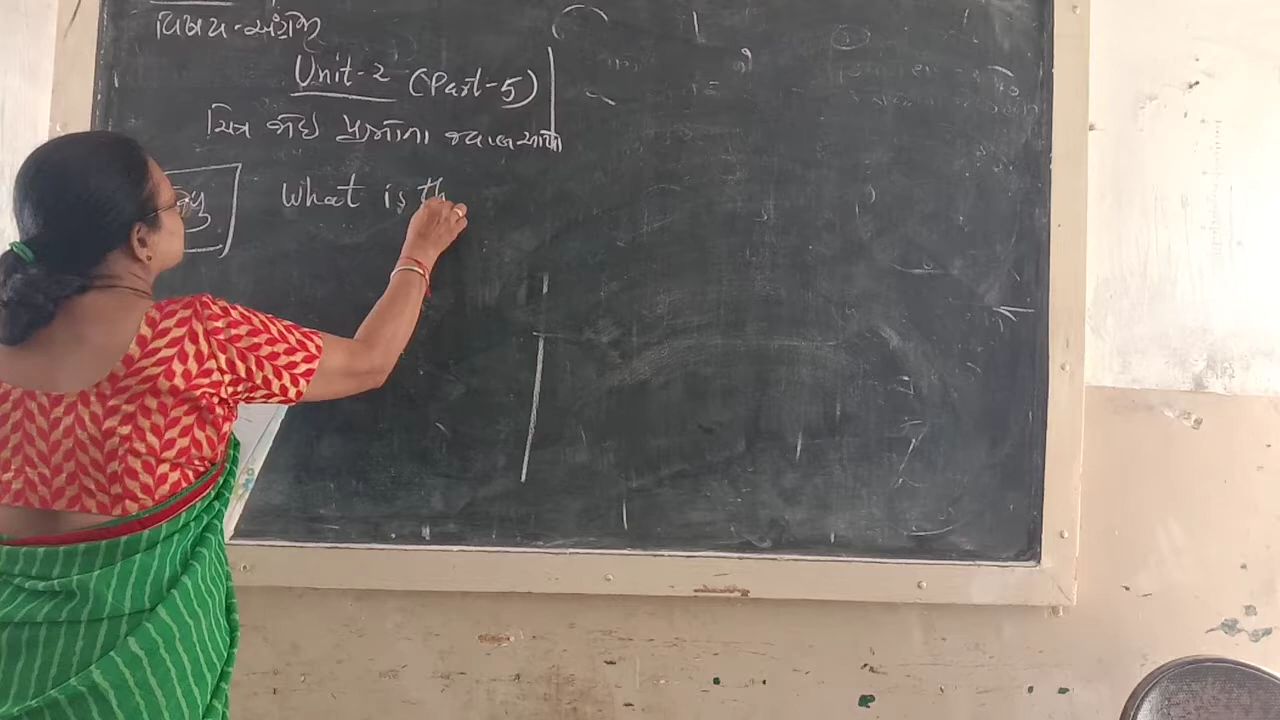 વિષય-અંગ્રેજી
Unit-2 (Part-5)
ચિત્ર જોઈ પ્રશ્નોના જવાબ આપો
What is th